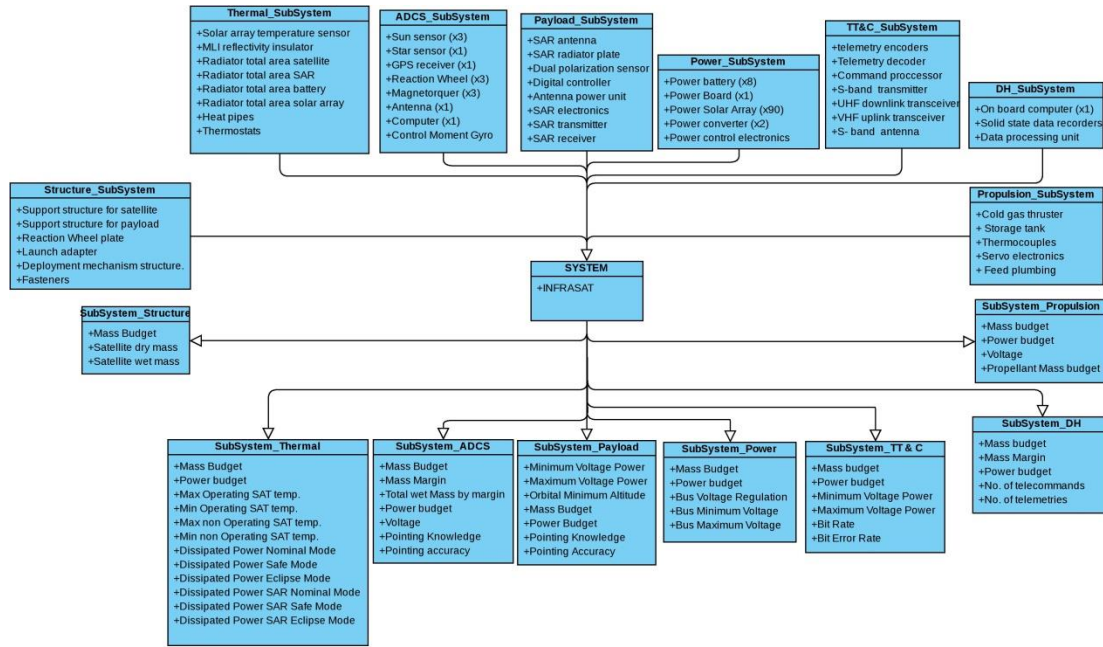 Thermal_SubSystem
+Solar array temperature sensor
+MLI reflectivity insulator
+Radiator total area satellite
+Radiator total area SAR
+Radiator total area battery
+Radiator total area solar array
+Heat pipes
+Thermostats
ADCS_SubSystem
+Sun sensor (x3)
+Star sensor (x1)
+GPS receiver (x1)
+Reaction Wheel (x3)
+Magnetorquer (x3)
+Antenna (x1)
+Computer (x1)
+Control Moment Gyro
Payload_SubSystem
+SAR antenna
+SAR radiator plate
+Dual polarization sensor
+Digital controller
+Antenna power unit
+SAR electronics
+SAR transmitter
+SAR receiver
Power_SubSystem
+Power battery (x8)
+Power Board (x1)
+Power Solar Array (x90)
+Power converter (x2)
+Power control electronics
TT&C_SubSystem
+telemetry encoders
+Telemetry decoder
+Command proccessor
+S-band transmitter
+UHF downlink transceiver
+VHF uplink transceiver
+S- band antenna
DH_SubSystem
+On board computer (x1)
+Solid state data recorders
+Data processing unit
Structure_SubSystem
+Support structure for satellite
+Support structure for payload
+Reaction Wheel plate
+Launch adapter
+Deployment mechanism structure.
+Fasteners
Propulsion_SubSystem
+Cold gas thruster
+ Storage tank
+Thermocouples
+Servo electronics
+ Feed plumbing
SYSTEM
+INFRASAT
SubSystem_Structure
+Mass Budget
+Satellite dry mass
+Satellite wet mass
SubSystem_Propulsion
+Mass budget
+Power budget
+Voltage
+Propellant Mass budget
SubSystem_Thermal
+Mass Budget
+Power budget
+Max Operating SAT temp.
+Min Operating SAT temp.
+Max non Operating SAT temp.
+Min non Operating SAT temp.
+Dissipated Power Nominal Mode
+Dissipated Power Safe Mode
+Dissipated Power Eclipse Mode
+Dissipated Power SAR Nominal Mode
+Dissipated Power SAR Safe Mode
+Dissipated Power SAR Eclipse Mode
SubSystem_ADCS
+Mass Budget
+Mass Margin
+Total wet Mass by margin
+Power budget
+Voltage
+Pointing Knowledge
+Pointing accuracy
SubSystem_Payload
+Minimum Voltage Power
+Maximum Voltage Power
+Orbital Minimum Altitude
+Mass Budget
+Power Budget
+Pointing Knowledge
+Pointing Accuracy
SubSystem_Power
+Mass Budget
+Power budget
+Bus Voltage Regulation
+Bus Minimum Voltage
+Bus Maximum Voltage
SubSystem_TT & C
+Mass budget
+Power budget
+Minimum Voltage Power
+Maximum Voltage Power
+Bit Rate
+Bit Error Rate
SubSystem_DH
+Mass budget
+Mass Margin
+Power budget
+No. of telecommands
+No. of telemetries